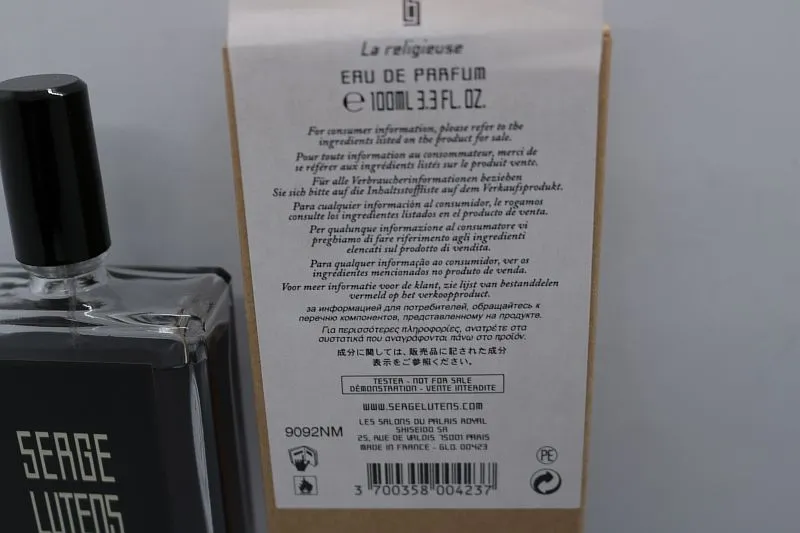 La religieuse
EAU DE PARFUM
℮ 100ML 3.3 FL. OZ.
For consumer information, please refer to the
ingredients listed on the product for sale.
Pour toute information au consommateur, merci de
se référer aux ingrédients listés sur le produit vente.
Für alle Verbraucherinformationen beziehen
Sie sich bitte auf die Inhaltsstoffliste auf dem Verkaufsprodukt.
Para cualquier información al consumidor, le rogamos
consulte los ingredientes listados en el producto de venta.
Per qualunque informazione al consumatore vi
preghiamo di fare riferimento agli ingredienti
elencati sul prodotto di vendita.
Para qualquer informação ao consumidor, ver os
ingredientes mencionados no produto de venda.
Voor meer informatie voor de klant, zie lijst van bestanddelen
vermeld op het verkoopproduct.
за информацией для потребителей, обращайтесь к
перечню компонентов, представленному на продукте.
Για περισσότερες πληροφορίες, ανατρέξτε στα
συστατικά που αναγράφονται πάνω στο προϊόν.
成分に関しては、販売品に記された成分
表示をご参照ください。
TESTER - NOT FOR SALE
DÉMONSTRATION - VENTE INTERDITE
WWW.SERGELUTENS.COM
LES SALONS DU PALAIS ROYAL
SHISEIDO SA
25, RUE DE VALOIS 75001 PARIS
MADE IN FRANCE - GLD. 00423
9092NM
PE
3 700358 004237
SERGE
LUTENS